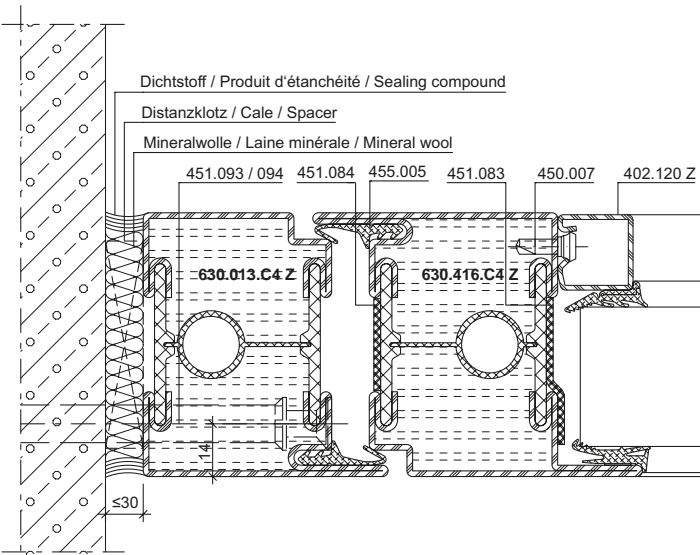 Dichtstoff / Produit d'étanchéité / Sealing compound
Distanzklotz / Cale / Spacer
Mineralwolle / Laine minérale / Mineral wool
451.093 / 094 451.084 455.005 451.083 450.007 402.120 Z
630.013.C4 Z 630.416.C4 Z
14
≤30